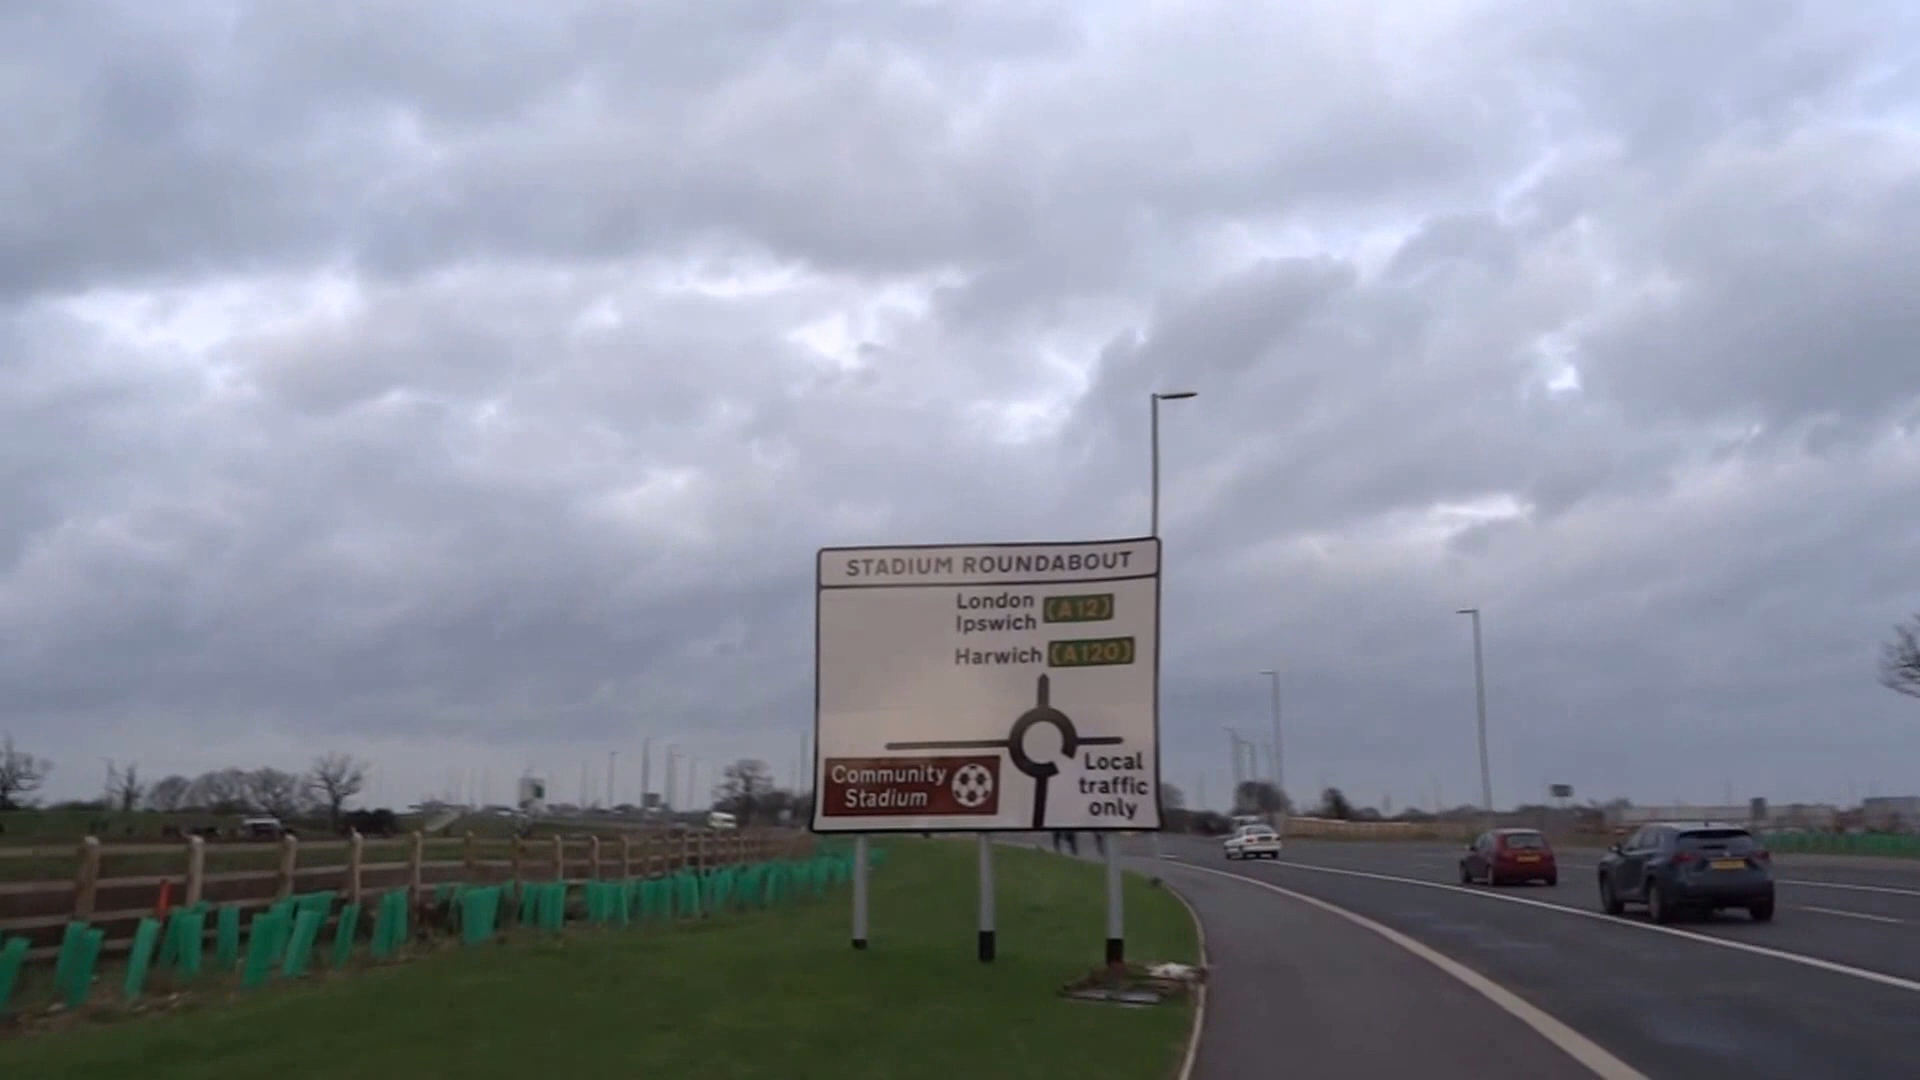 STADIUM ROUNDABOUT
London (A12)
Ipswich
Harwich (A120)
Community
Stadium
Local
traffic
only